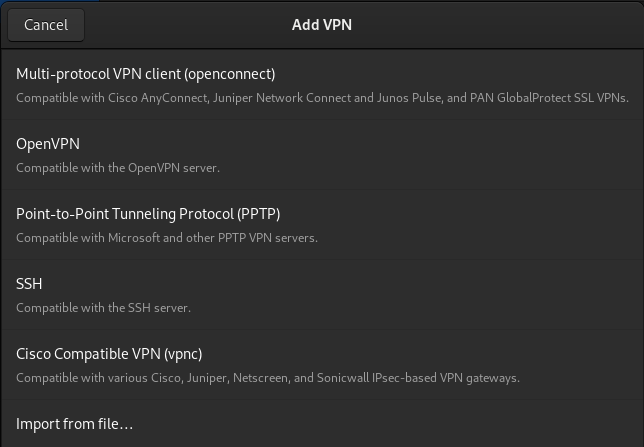 Cancel
Add VPN
Multi-protocol VPN client (openconnect)
Compatible with Cisco AnyConnect, Juniper Network Connect and Junos Pulse, and PAN GlobalProtect SSL VPNs.
OpenVPN
Compatible with the OpenVPN server.
Point-to-Point Tunneling Protocol (PPTP)
Compatible with Microsoft and other PPTP VPN servers.
SSH
Compatible with the SSH server.
Cisco Compatible VPN (vpnc)
Compatible with various Cisco, Juniper, Netscreen, and Sonicwall IPsec-based VPN gateways.
Import from file…